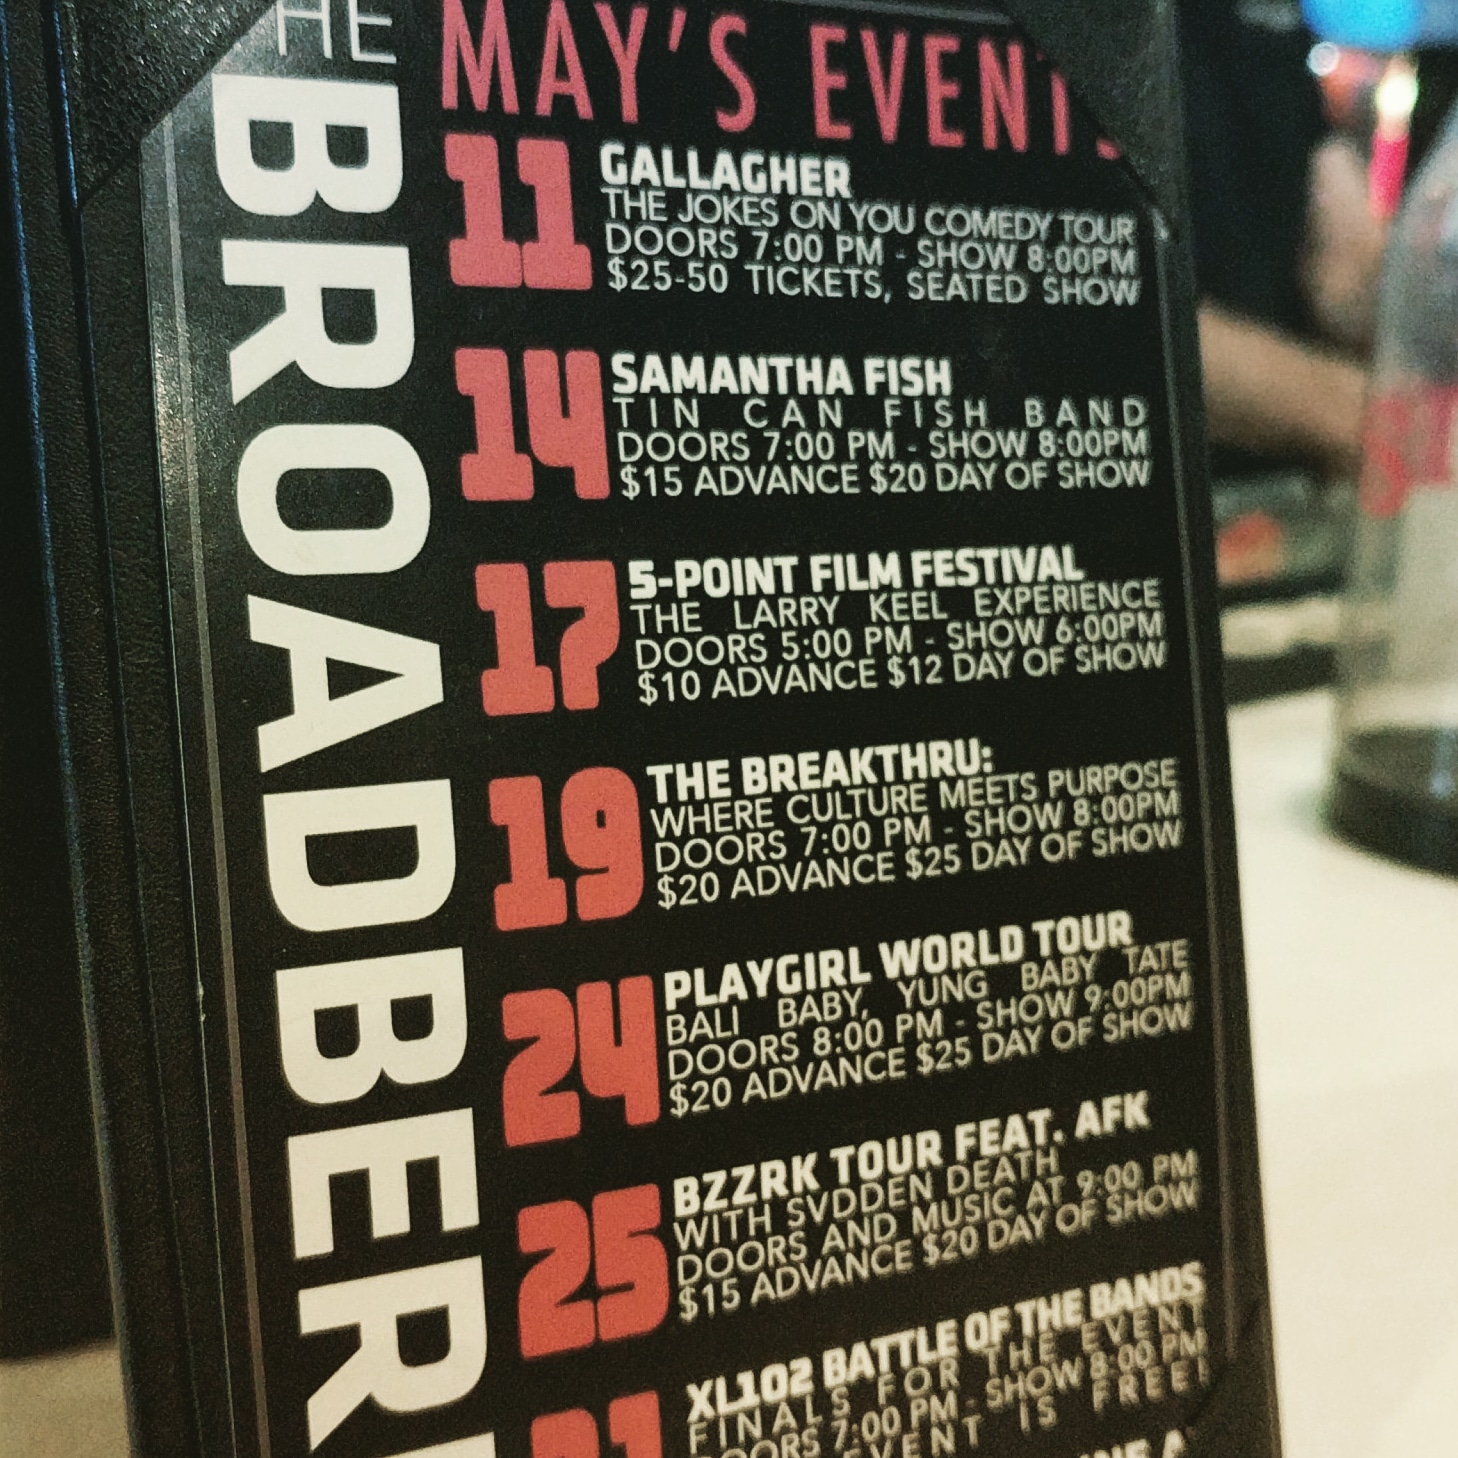 THE BROADBER
MAY'S EVENTS
11
GALLAGHER
THE JOKES ON YOU COMEDY TOUR
DOORS 7:00 PM - SHOW 8:00PM
$25-50 TICKETS, SEATED SHOW
14
SAMANTHA FISH
TIN CAN FISH BAND
DOORS 7:00 PM - SHOW 8:00PM
$15 ADVANCE $20 DAY OF SHOW
17
5-POINT FILM FESTIVAL
THE LARRY KEEL EXPERIENCE
DOORS 5:00 PM - SHOW 6:00PM
$10 ADVANCE $12 DAY OF SHOW
19
THE BREAKTHRU:
WHERE CULTURE MEETS PURPOSE
DOORS 7:00 PM - SHOW 8:00PM
$20 ADVANCE $25 DAY OF SHOW
24
PLAYGIRL WORLD TOUR
BALI BABY, YUNG BABY TATE
DOORS 8:00 PM - SHOW 9:00PM
$20 ADVANCE $25 DAY OF SHOW
25
BZZRK TOUR FEAT. AFK
WITH SVDDEN DEATH
DOORS AND MUSIC AT 9:00 PM
$15 ADVANCE $20 DAY OF SHOW
XL102 BATTLE OF THE BANDS
FINALS FOR THE EVENT
DOORS 7:00 PM - SHOW 8:00 PM
EVENT IS FREE!